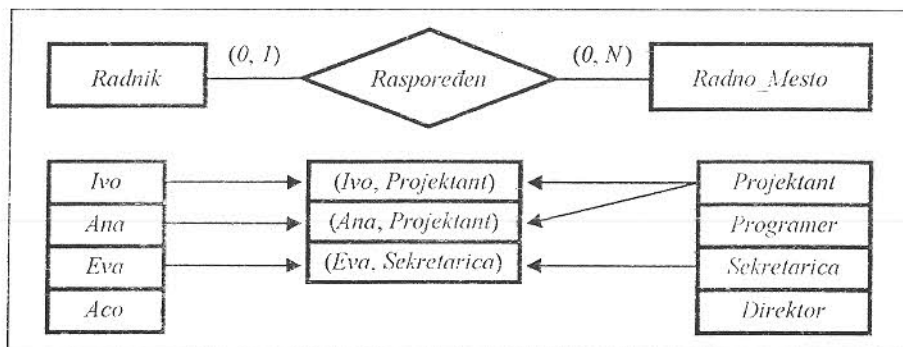 Radnik (0, 1) Raspoređen (0, N) Radno_Mesto
Ivo (Ivo, Projektant) Projektant
Ana (Ana, Projektant) Programer
Eva (Eva, Sekretarica) Sekretarica
Aco Direktor